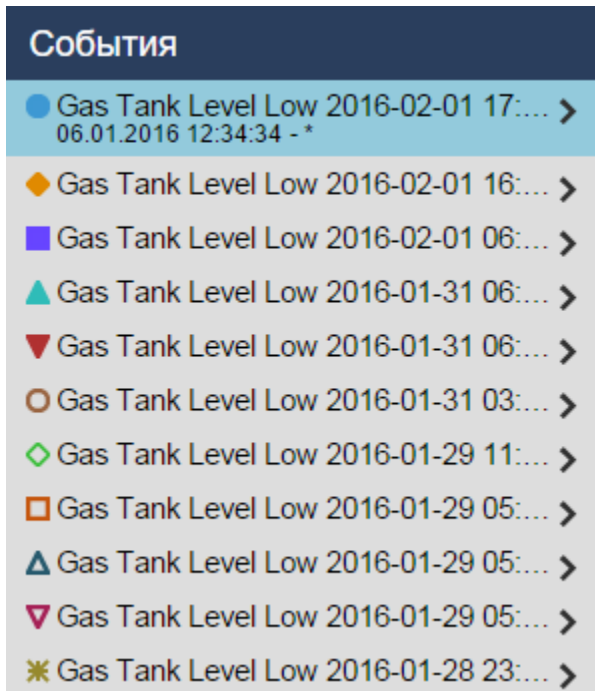 События
Gas Tank Level Low 2016-02-01 17:...
06.01.2016 12:34:34 - *
Gas Tank Level Low 2016-02-01 16:...
Gas Tank Level Low 2016-02-01 06:...
Gas Tank Level Low 2016-01-31 06:...
Gas Tank Level Low 2016-01-31 06:...
Gas Tank Level Low 2016-01-31 03:...
Gas Tank Level Low 2016-01-29 11:...
Gas Tank Level Low 2016-01-29 05:...
Gas Tank Level Low 2016-01-29 05:...
Gas Tank Level Low 2016-01-29 05:...
Gas Tank Level Low 2016-01-28 23:...